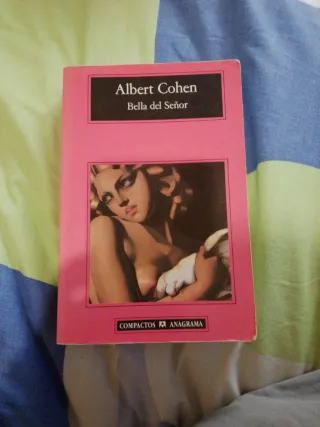 Albert Cohen
Bella del Señor
COMPACTOS ANAGRAMA